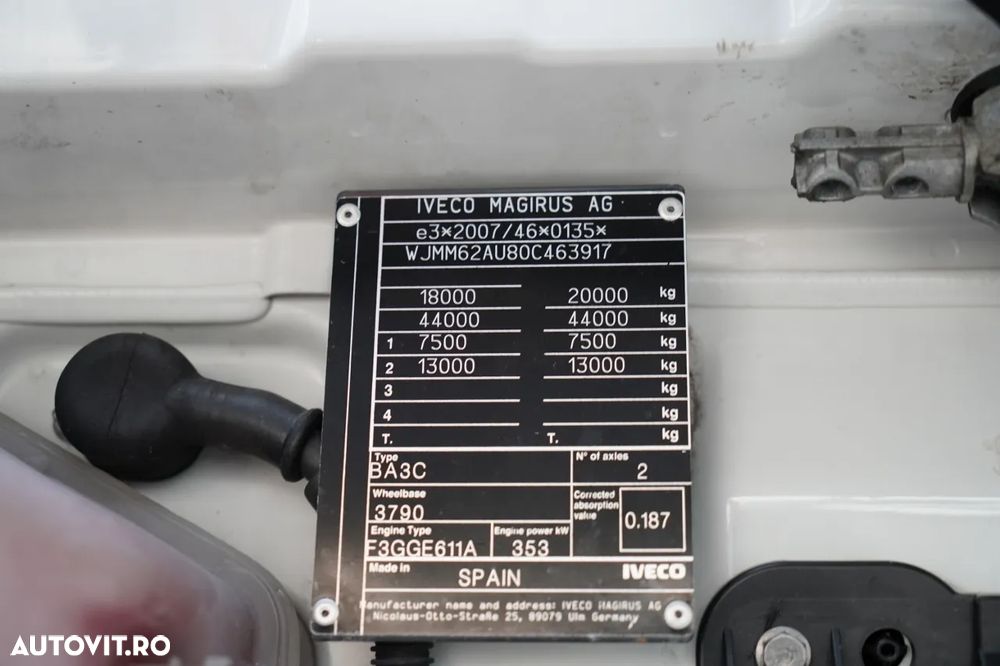 IVECO MAGIRUS AG
e3*2007/46*0135*
WJMM62AU80C463917
18000 20000 kg
44000 44000 kg
1 7500 7500 kg
2 13000 13000 kg
3 kg
4 kg
T. T. kg
Type N° of axles
BA3C 2
Wheelbase Corrected absorption value
3790 0.187
Engine Type Engine power kW
F3GGE611A 353
Made in SPAIN IVECO
Manufacturer name and address: IVECO MAGIRUS AG
Nicolaus-Otto-Straße 25, 89079 Ulm Germany
AUTOVIT.RO
AUTOVIT.RO